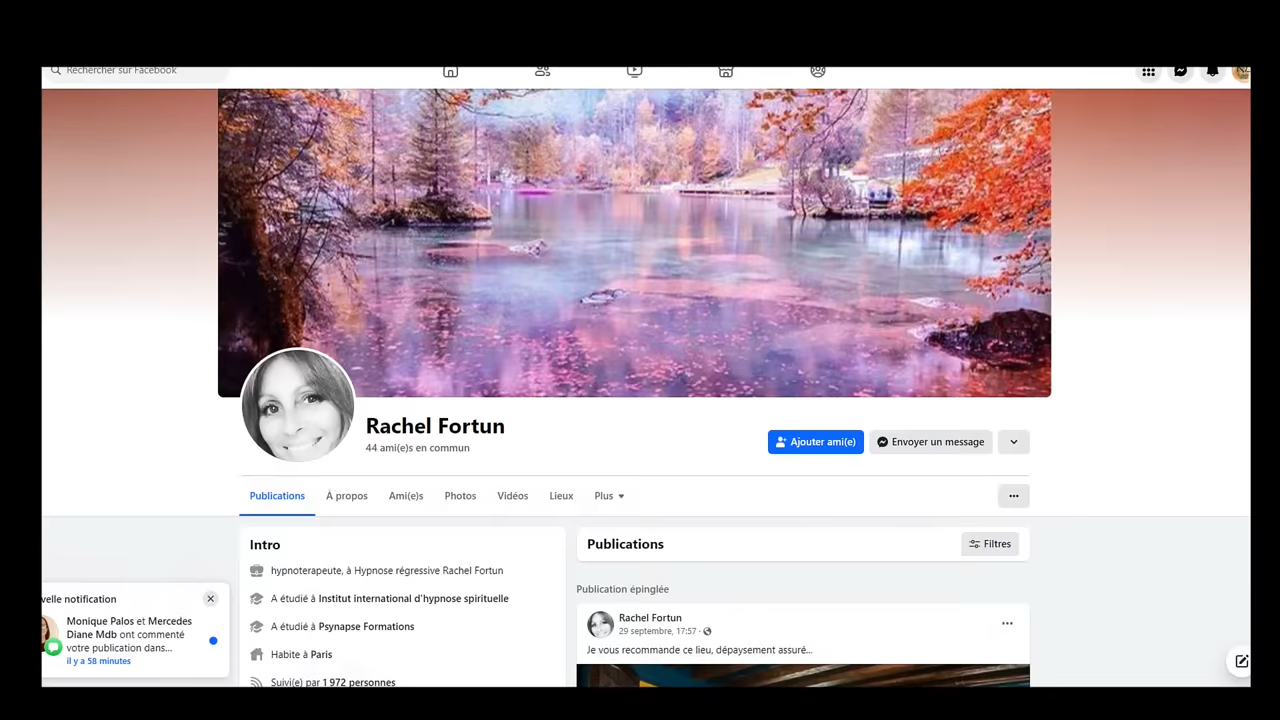 Rechercher sur Facebook
Rachel Fortun
44 ami(e)s en commun
Ajouter ami(e)
Envoyer un message
Publications
À propos
Ami(e)s
Photos
Vidéos
Lieux
Plus
Intro
hypnoterapeute, à Hypnose régressive Rachel Fortun
A étudié à Institut international d'hypnose spirituelle
A étudié à Psynapse Formations
Habite à Paris
Suivi(e) par 1 972 personnes
Publications
Filtres
Publication épinglée
Rachel Fortun
29 septembre, 17:57 ·
Je vous recommande ce lieu, dépaysement assuré...
velle notification
Monique Palos et Mercedes
Diane Mdb ont commenté
votre publication dans...
il y a 58 minutes